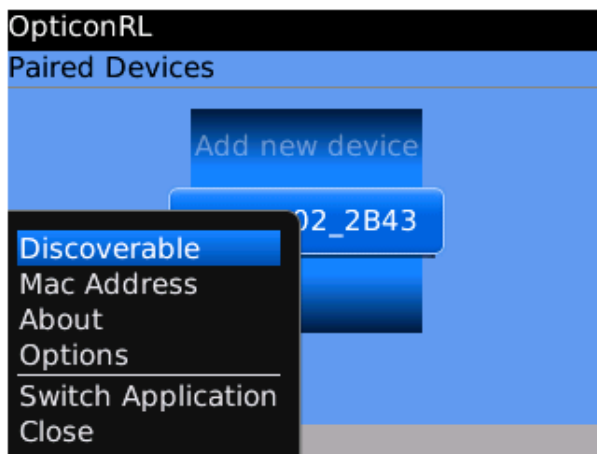 OpticonRL
Paired Devices
Add new device
02_2B43
Discoverable
Mac Address
About
Options
Switch Application
Close